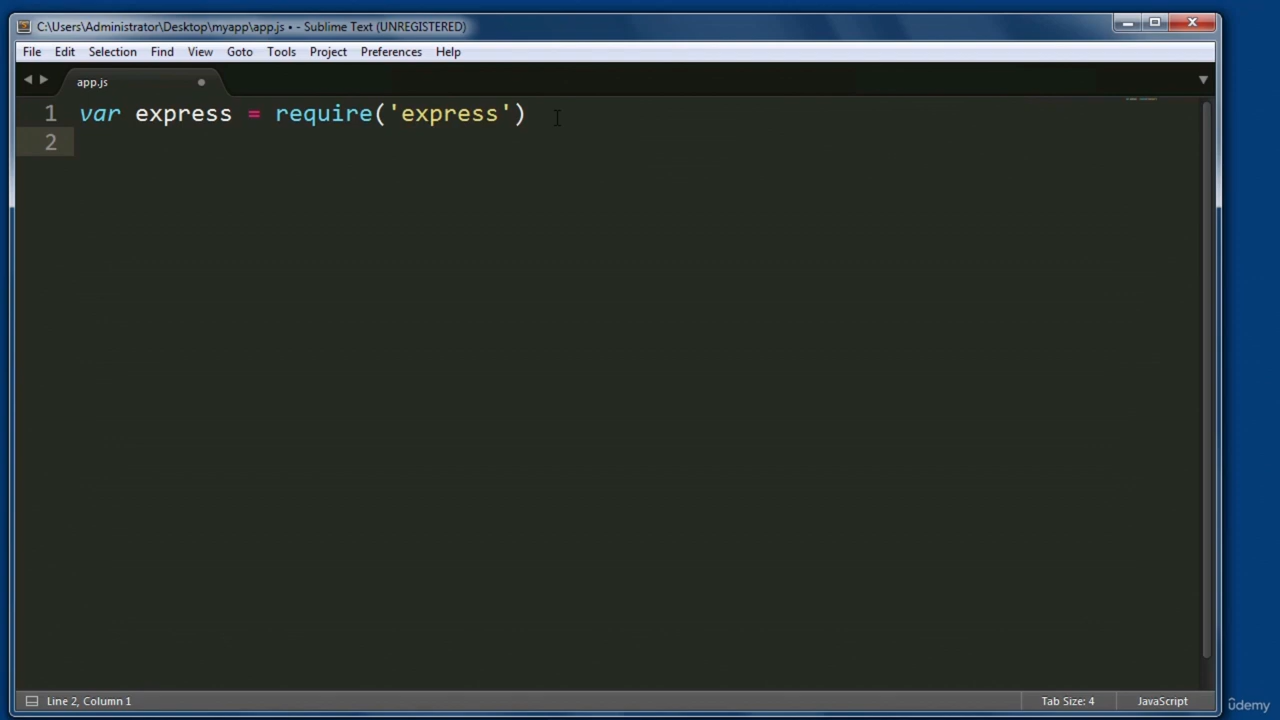 C:\Users\Administrator\Desktop\myapp\app.js • - Sublime Text (UNREGISTERED)
File Edit Selection Find View Goto Tools Project Preferences Help
app.js
1 var express = require('express')
2
Line 2, Column 1 Tab Size: 4 JavaScript
ûdemy